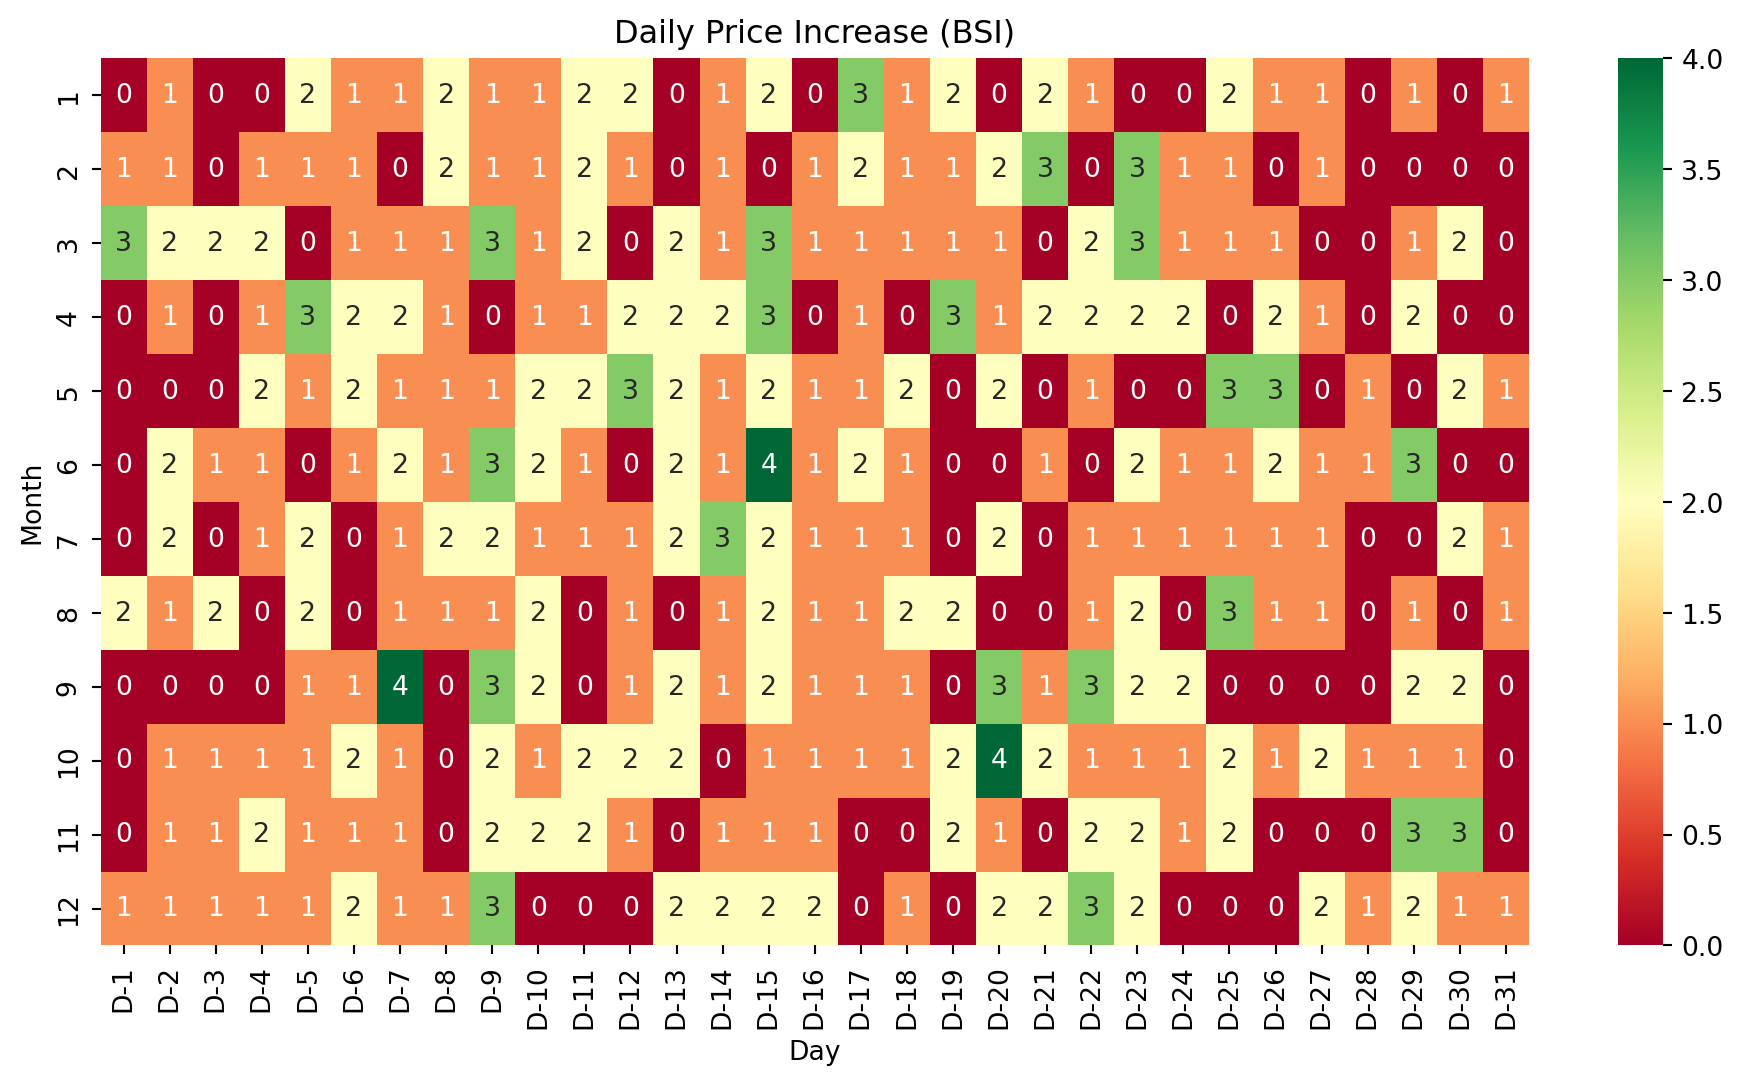 Daily Price Increase (BSI)
1 0 1 0 0 2 1 1 2 1 1 2 2 0 1 2 0 3 1 2 0 2 1 0 0 2 1 1 0 1 0 1
2 1 1 0 1 1 1 0 2 1 1 2 1 0 1 0 1 2 1 1 2 3 0 3 1 1 0 1 0 0 0 0
3 3 2 2 2 0 1 1 1 3 1 2 0 2 1 3 1 1 1 1 1 0 2 3 1 1 1 0 0 1 2 0
4 0 1 0 1 3 2 2 1 0 1 1 2 2 2 3 0 1 0 3 1 2 2 2 2 0 2 1 0 2 0 0
5 0 0 0 2 1 2 1 1 1 2 2 3 2 1 2 1 1 2 0 2 0 1 0 0 3 3 0 1 0 2 1
6 0 2 1 1 0 1 2 1 3 2 1 0 2 1 4 1 2 1 0 0 1 0 2 1 1 2 1 1 3 0 0
7 0 2 0 1 2 0 1 2 2 1 1 1 2 3 2 1 1 1 0 2 0 1 1 1 1 1 1 0 0 2 1
8 2 1 2 0 2 0 1 1 1 2 0 1 0 1 2 1 1 2 2 0 0 1 2 0 3 1 1 0 1 0 1
9 0 0 0 0 1 1 4 0 3 2 0 1 2 1 2 1 1 1 0 3 1 3 2 2 0 0 0 0 2 2 0
10 0 1 1 1 1 2 1 0 2 1 2 2 2 0 1 1 1 1 2 4 2 1 1 1 2 1 2 1 1 1 0
11 0 1 1 2 1 1 1 0 2 2 2 1 0 1 1 1 0 0 2 1 0 2 2 1 2 0 0 0 3 3 0
12 1 1 1 1 1 2 1 1 3 0 0 0 2 2 2 2 0 1 0 2 2 3 2 0 0 0 2 1 2 1 1
Month
D-1 D-2 D-3 D-4 D-5 D-6 D-7 D-8 D-9 D-10 D-11 D-12 D-13 D-14 D-15 D-16 D-17 D-18 D-19 D-20 D-21 D-22 D-23 D-24 D-25 D-26 D-27 D-28 D-29 D-30 D-31
Day
4.0
3.5
3.0
2.5
2.0
1.5
1.0
0.5
0.0